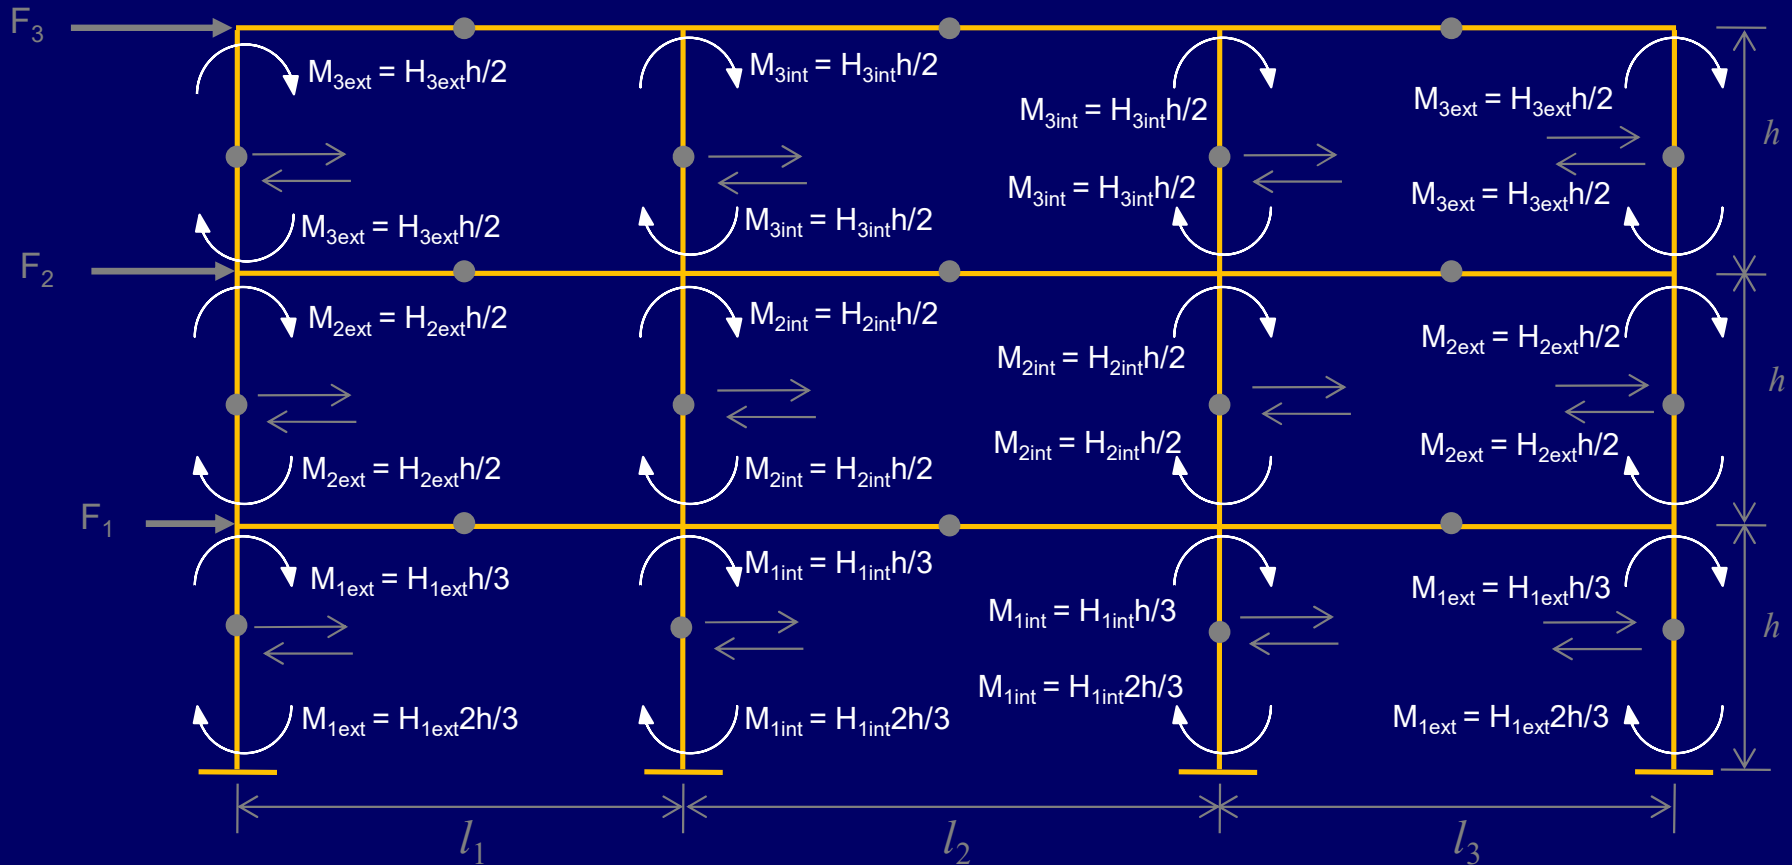 F₃
M₃ext = H₃exth/2
M₃int = H₃inth/2
M₃int = H₃inth/2
M₃ext = H₃exth/2
h
M₃ext = H₃exth/2
M₃int = H₃inth/2
M₃int = H₃inth/2
M₃ext = H₃exth/2
F₂
M₂ext = H₂exth/2
M₂int = H₂inth/2
M₂int = H₂inth/2
M₂ext = H₂exth/2
h
M₂ext = H₂exth/2
M₂int = H₂inth/2
M₂int = H₂inth/2
M₂ext = H₂exth/2
F₁
M₁ext = H₁exth/3
M₁int = H₁inth/3
M₁int = H₁inth/3
M₁ext = H₁exth/3
h
M₁ext = H₁ext2h/3
M₁int = H₁int2h/3
M₁int = H₁int2h/3
M₁ext = H₁ext2h/3
l₁
l₂
l₃